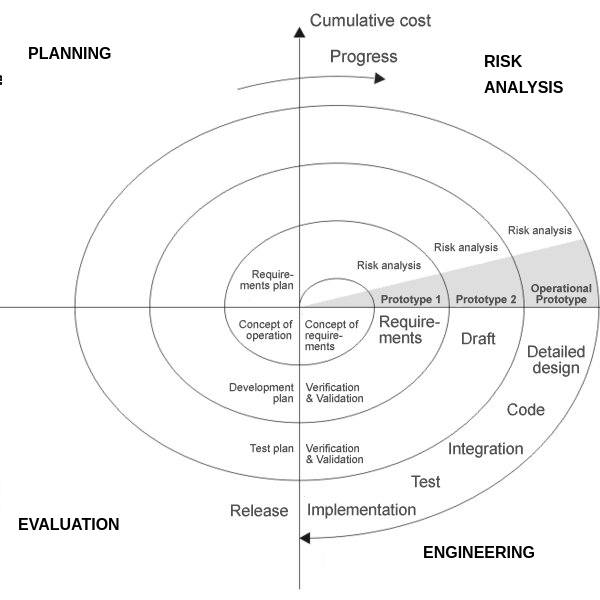 Cumulative cost
PLANNING
Progress
RISK
ANALYSIS
e
Risk analysis
Risk analysis
Risk analysis
Require-
ments plan
Prototype 1
Prototype 2
Operational
Prototype
Concept of
operation
Concept of
require-
ments
Require-
ments
Draft
Detailed
design
Development
plan
Verification
& Validation
Code
Test plan
Verification
& Validation
Integration
Test
Release
Implementation
EVALUATION
ENGINEERING